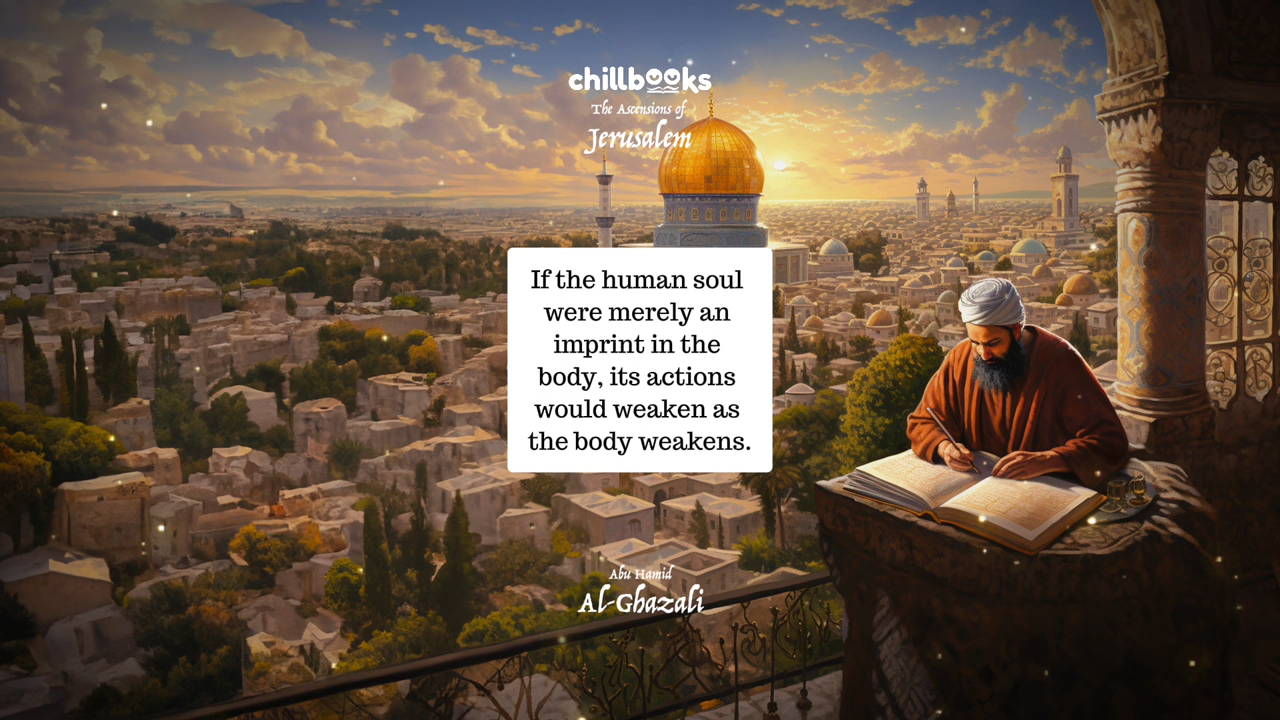 chillbooks
The Ascensions of
Jerusalem
If the human soul
were merely an
imprint in the
body, its actions
would weaken as
the body weakens.
Abu Hamid
Al-Ghazali